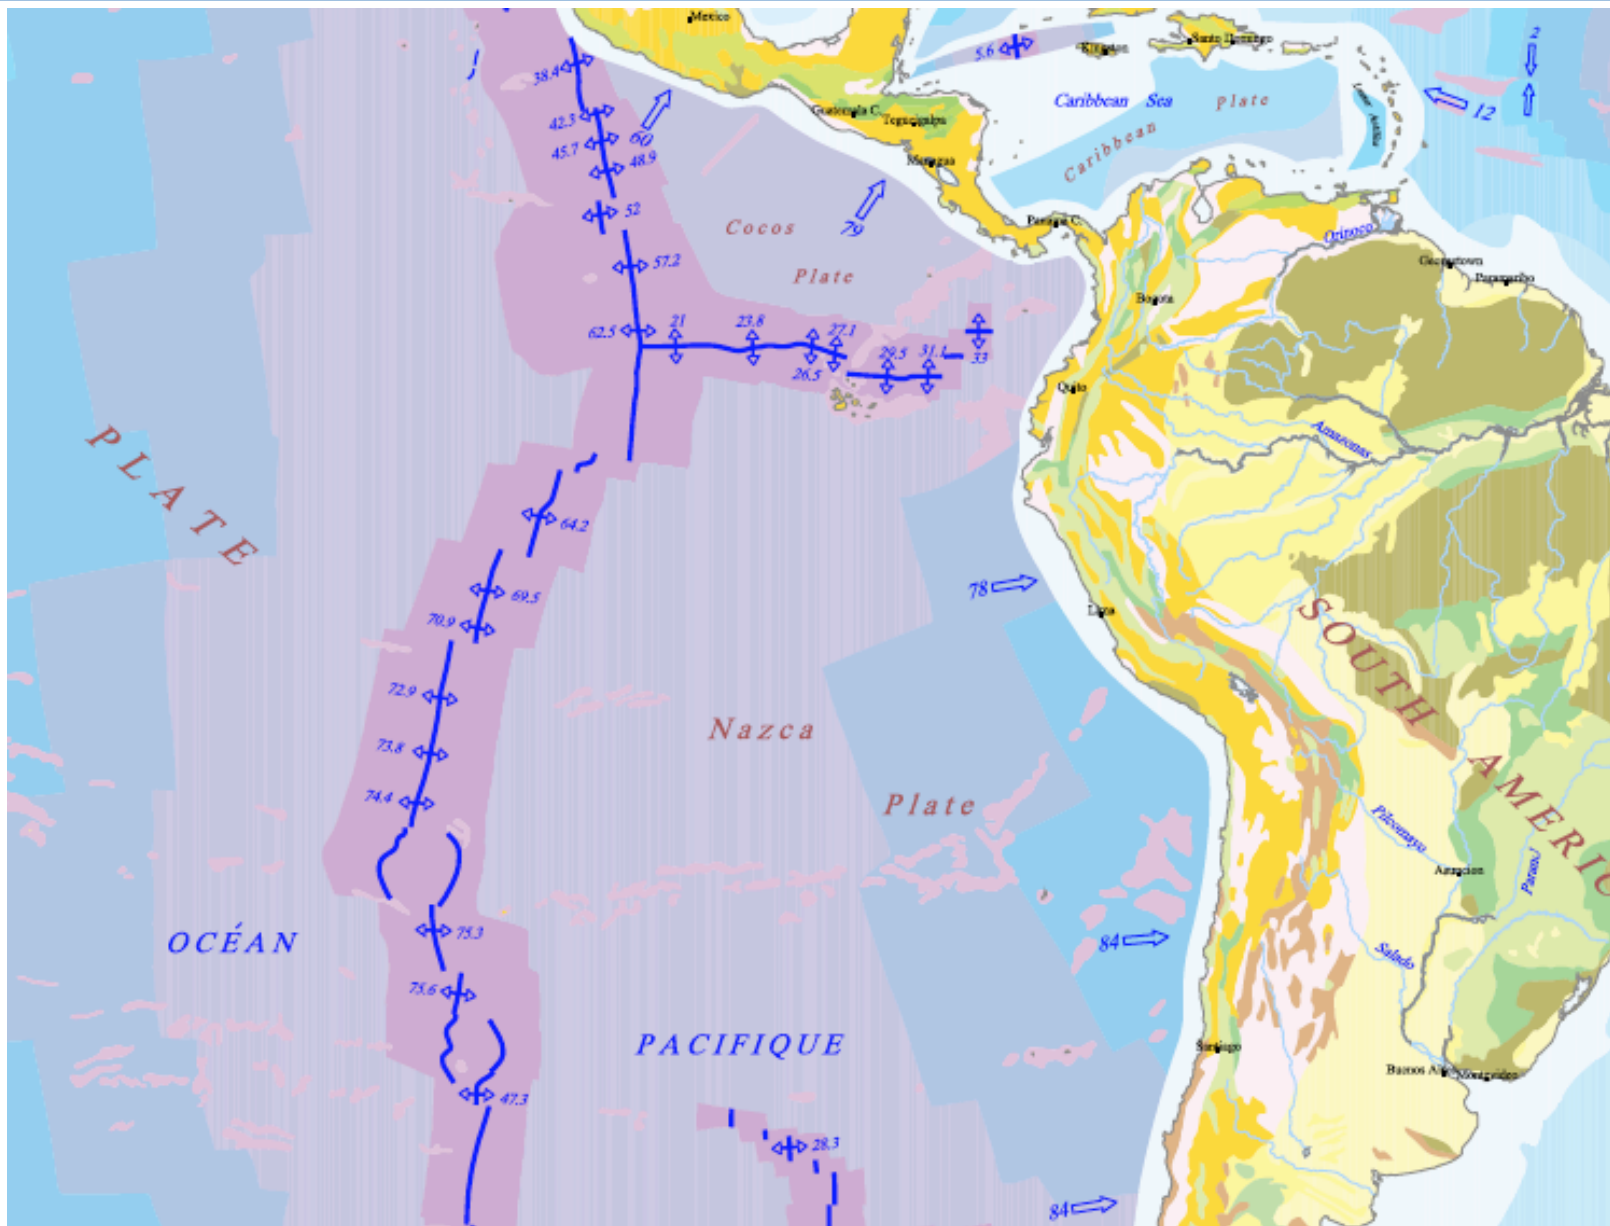 Mexico
38.4
42.3
45.7
48.9
60
52
57.2
62.5
21
23.8
27.1
26.5
29.5
31.1
33
79
Cocos
Plate
5.6
Kingston
Santo Domingo
2
12
Caribbean Sea
Plate
Caribbean
Lesser Antilles
Guatemala C.
Tegucigalpa
Managua
Panama C.
Orinoco
Georgetown
Paramaribo
Bogota
Quito
Amazonas
PLATE
64.2
69.5
70.9
72.9
73.8
74.4
78
Lima
SOUTH
AMERIC
Nazca
Plate
Pilcomayo
Asuncion
Parana
OCÉAN
75.3
84
Salado
75.6
PACIFIQUE
Santiago
Buenos Aires
Montevideo
47.3
28.3
84